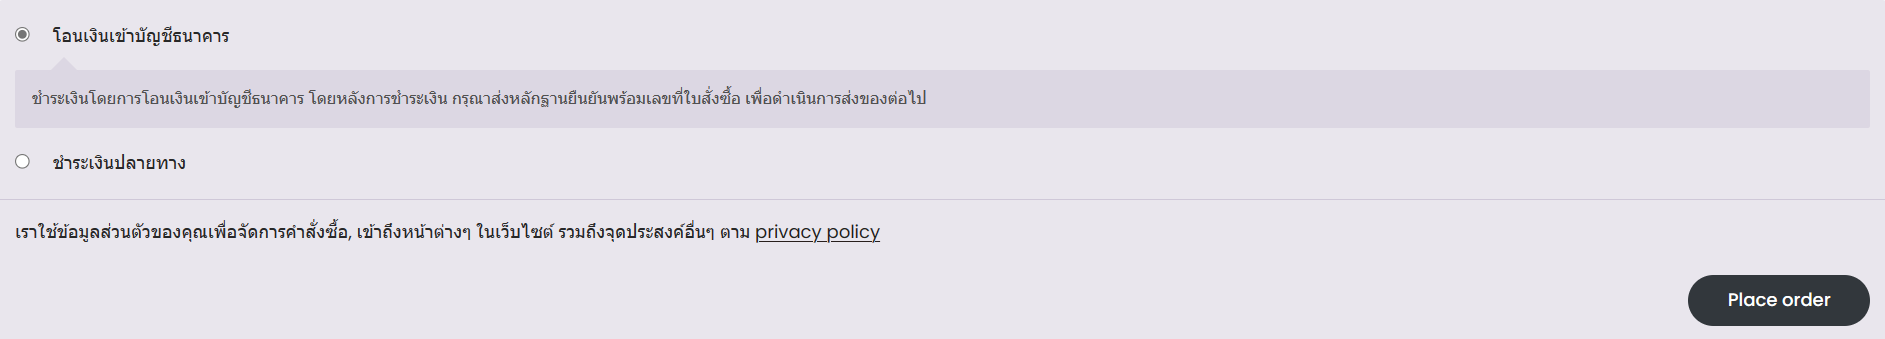 โอนเงินเข้าบัญชีธนาคาร
ชำระเงินโดยการโอนเงินเข้าบัญชีธนาคาร โดยหลังการชำระเงิน กรุณาส่งหลักฐานยืนยันพร้อมเลขที่ใบสั่งซื้อ เพื่อดำเนินการส่งของต่อไป
ชำระเงินปลายทาง
เราใช้ข้อมูลส่วนตัวของคุณเพื่อจัดการคำสั่งซื้อ, เข้าถึงหน้าต่างๆ ในเว็บไซต์ รวมถึงจุดประสงค์อื่นๆ ตาม privacy policy
Place order